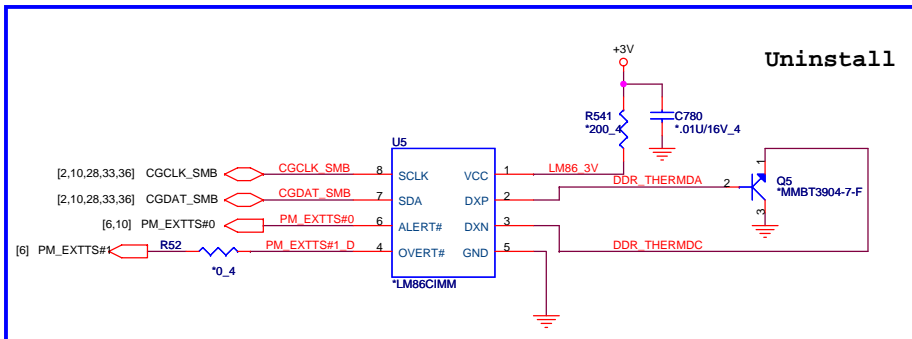 +3V
Uninstall
R541
*200_4
C780
*.01U/16V_4
U5
[2,10,28,33,36] CGCLK_SMB CGCLK_SMB 8 SCLK VCC 1 LM86_3V
[2,10,28,33,36] CGDAT_SMB CGDAT_SMB 7 SDA DXP 2 DDR_THERMDA 2
1
Q5
*MMBT3904-7-F
3
[6,10] PM_EXTTS#0 PM_EXTTS#0 6 ALERT# DXN 3 DDR_THERMDC
[6] PM_EXTTS#1 R52 PM_EXTTS#1_D 4 OVERT# GND 5
*0_4
*LM86CIMM